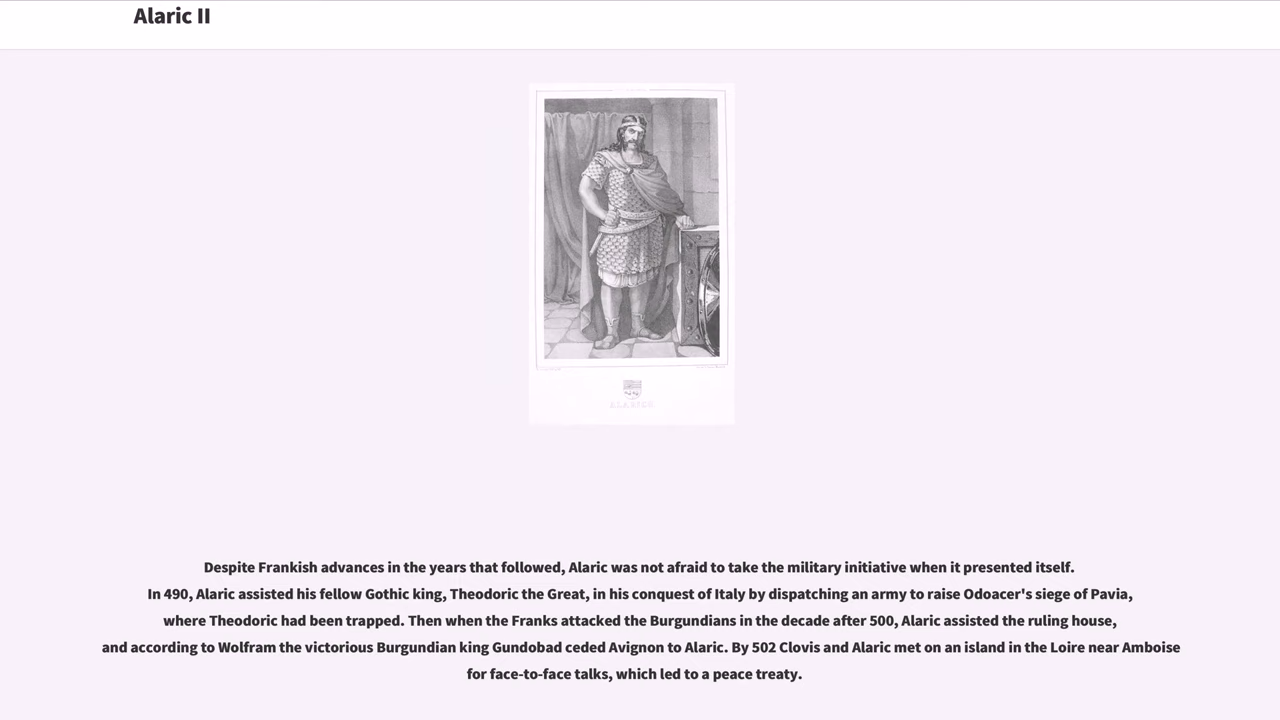 Alaric II
ALARICO
Despite Frankish advances in the years that followed, Alaric was not afraid to take the military initiative when it presented itself.
In 490, Alaric assisted his fellow Gothic king, Theodoric the Great, in his conquest of Italy by dispatching an army to raise Odoacer's siege of Pavia,
where Theodoric had been trapped. Then when the Franks attacked the Burgundians in the decade after 500, Alaric assisted the ruling house,
and according to Wolfram the victorious Burgundian king Gundobad ceded Avignon to Alaric. By 502 Clovis and Alaric met on an island in the Loire near Amboise
for face-to-face talks, which led to a peace treaty.